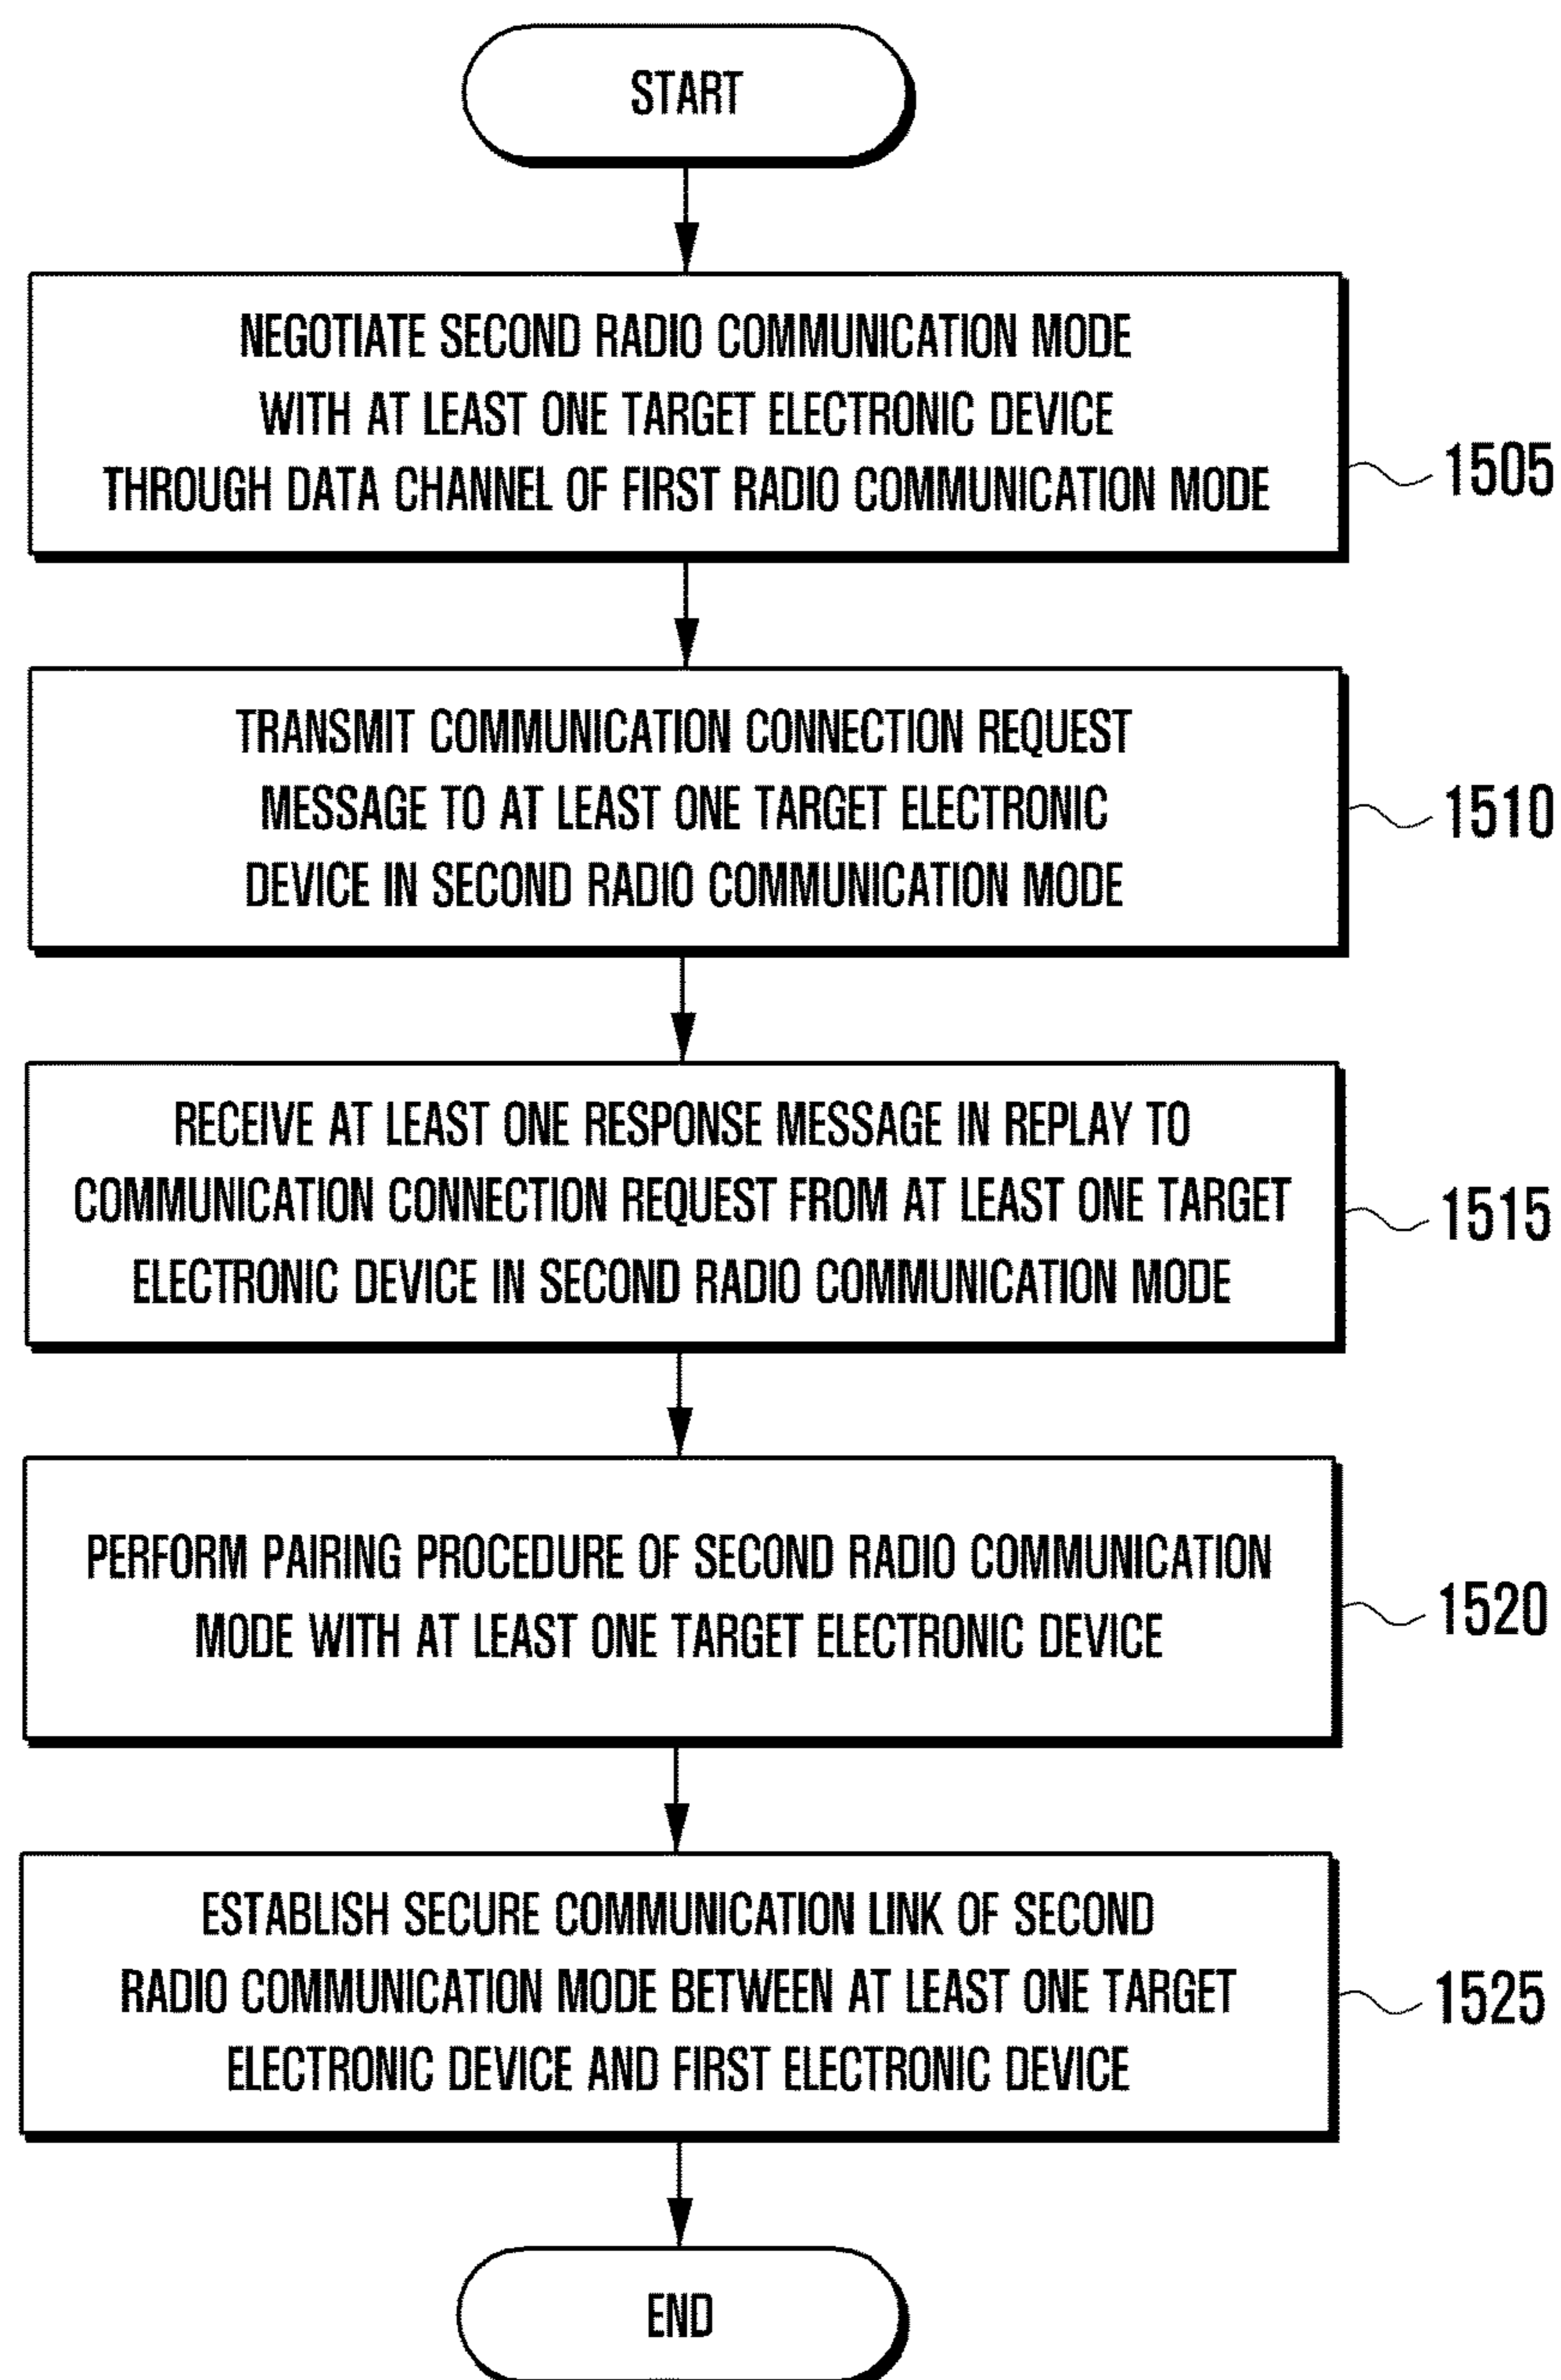 START
NEGOTIATE SECOND RADIO COMMUNICATION MODE
WITH AT LEAST ONE TARGET ELECTRONIC DEVICE
THROUGH DATA CHANNEL OF FIRST RADIO COMMUNICATION MODE
1505
TRANSMIT COMMUNICATION CONNECTION REQUEST
MESSAGE TO AT LEAST ONE TARGET ELECTRONIC
DEVICE IN SECOND RADIO COMMUNICATION MODE
1510
RECEIVE AT LEAST ONE RESPONSE MESSAGE IN REPLAY TO
COMMUNICATION CONNECTION REQUEST FROM AT LEAST ONE TARGET
ELECTRONIC DEVICE IN SECOND RADIO COMMUNICATION MODE
1515
PERFORM PAIRING PROCEDURE OF SECOND RADIO COMMUNICATION
MODE WITH AT LEAST ONE TARGET ELECTRONIC DEVICE
1520
ESTABLISH SECURE COMMUNICATION LINK OF SECOND
RADIO COMMUNICATION MODE BETWEEN AT LEAST ONE TARGET
ELECTRONIC DEVICE AND FIRST ELECTRONIC DEVICE
1525
END